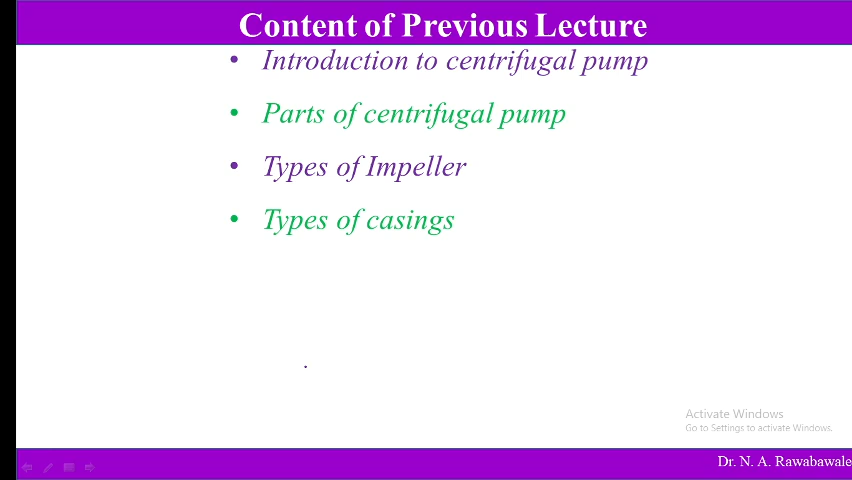 Content of Previous Lecture
• Introduction to centrifugal pump
• Parts of centrifugal pump
• Types of Impeller
• Types of casings
Activate Windows
Go to Settings to activate Windows.
Dr. N. A. Rawabawale